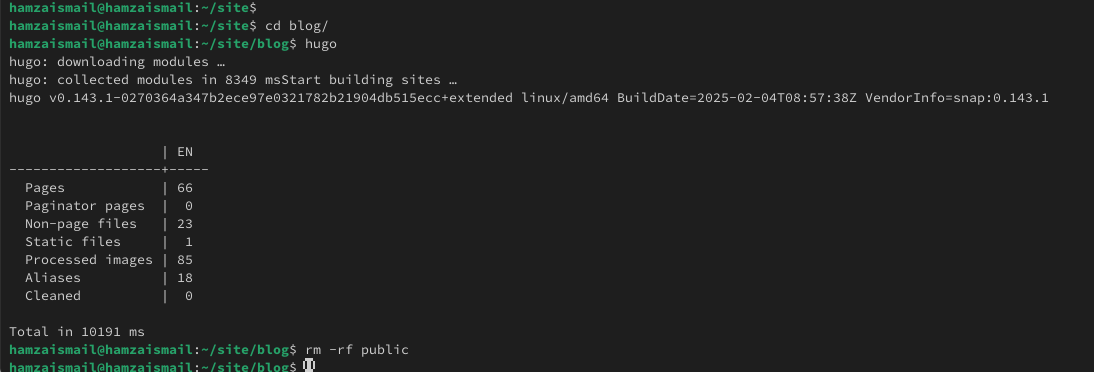 hamzaismail@hamzaismail:~/site$
hamzaismail@hamzaismail:~/site$ cd blog/
hamzaismail@hamzaismail:~/site/blog$ hugo
hugo: downloading modules …
hugo: collected modules in 8349 msStart building sites …
hugo v0.143.1-0270364a347b2ece97e0321782b21904db515ecc+extended linux/amd64 BuildDate=2025-02-04T08:57:38Z VendorInfo=snap:0.143.1
                   | EN
-------------------+-----
  Pages            | 66
  Paginator pages  |  0
  Non-page files   | 23
  Static files     |  1
  Processed images | 85
  Aliases          | 18
  Cleaned          |  0
Total in 10191 ms
hamzaismail@hamzaismail:~/site/blog$ rm -rf public
hamzaismail@hamzaismail:~/site/blog$